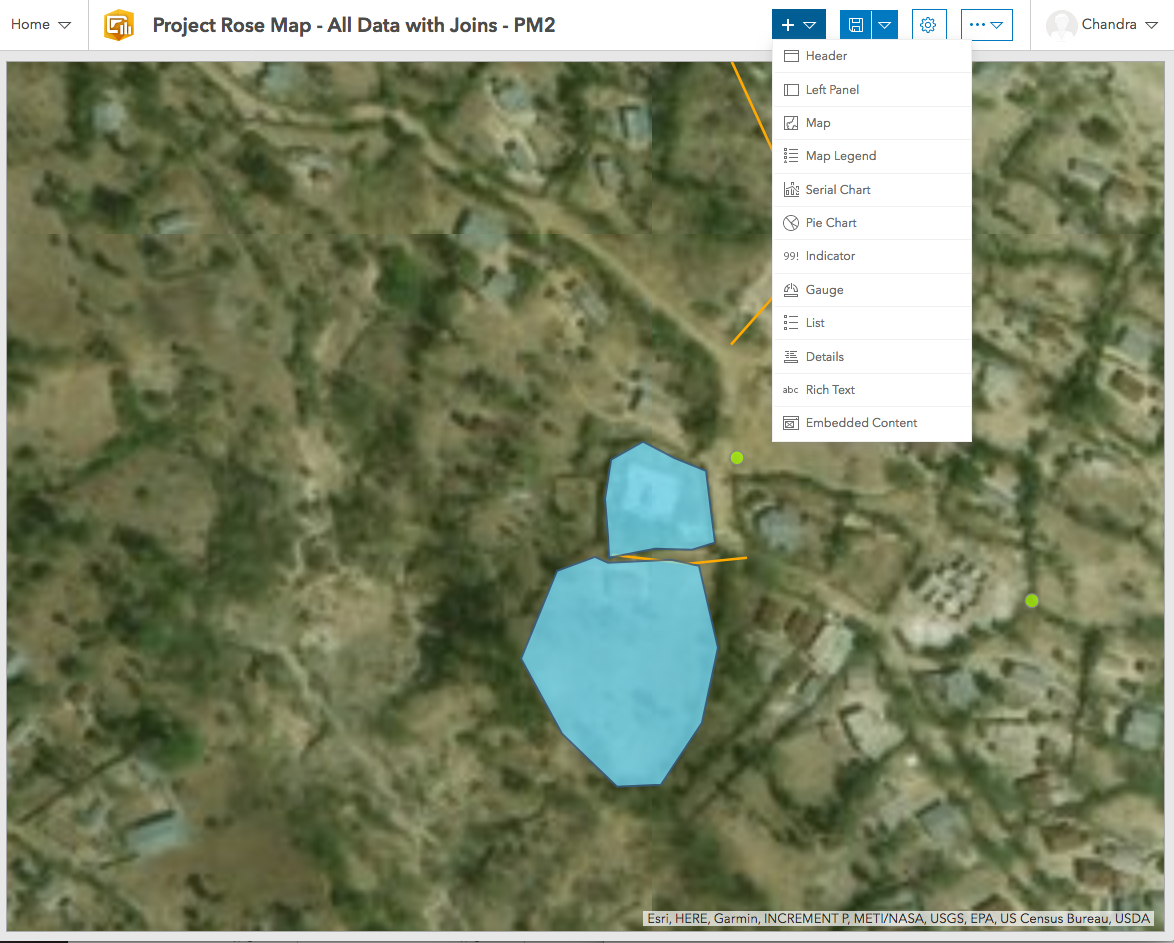 Home
Project Rose Map - All Data with Joins - PM2
Chandra
Header
Left Panel
Map
Map Legend
Serial Chart
Pie Chart
99! Indicator
Gauge
List
Details
abc Rich Text
Embedded Content
Esri, HERE, Garmin, INCREMENT P, METI/NASA, USGS, EPA, US Census Bureau, USDA